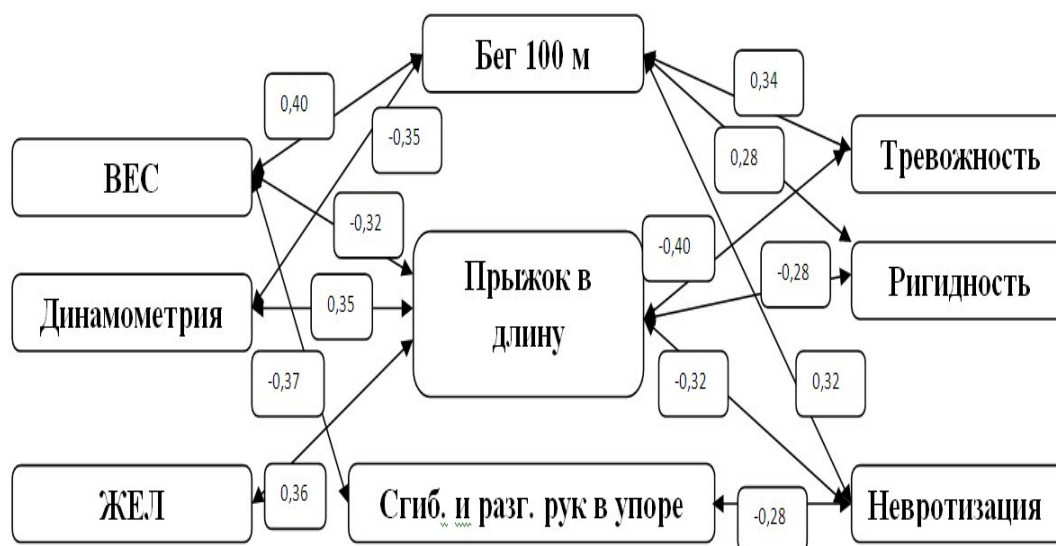 Бег 100 м
0,34
0,40
-0,35
Тревожность
0,28
ВЕС
-0,32
-0,40
Прыжок в
длину
-0,28
Ригидность
Динамометрия
0,35
-0,37
-0,32
0,32
ЖЕЛ
0,36
Сгиб. и разг. рук в упоре
-0,28
Невротизация